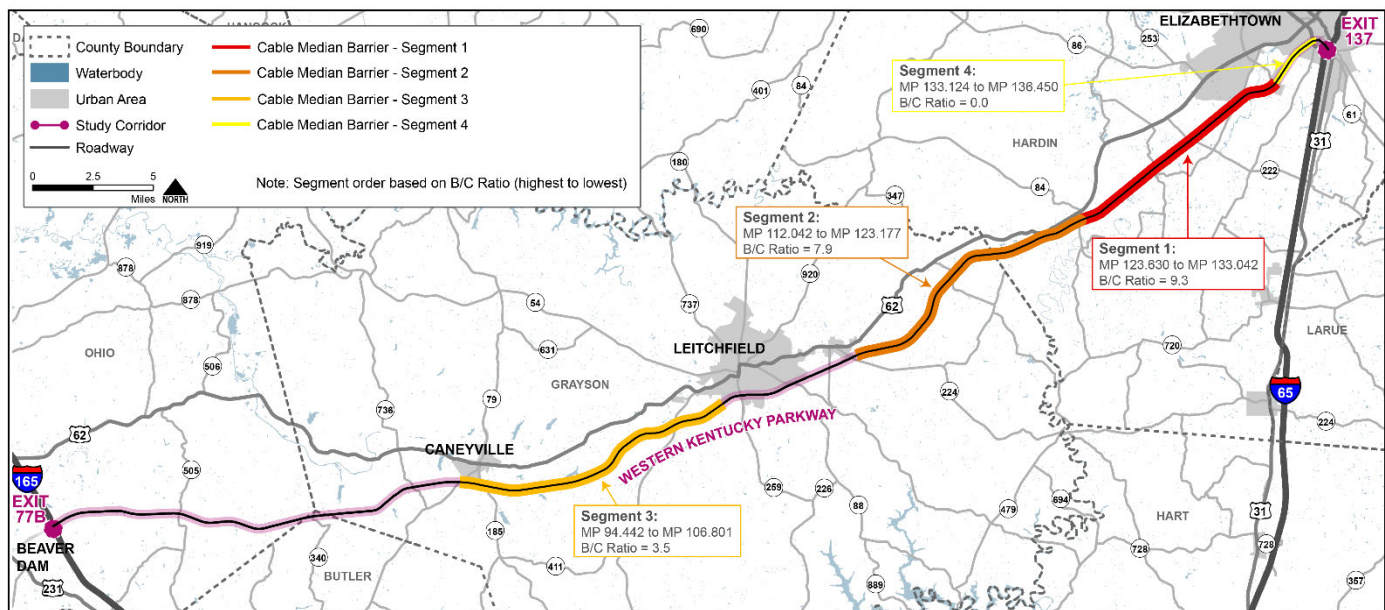 HANCOCK
DA
County Boundary
Waterbody
Urban Area
Study Corridor
Roadway
0 2.5 5
Miles
NORTH
Cable Median Barrier - Segment 1
Cable Median Barrier - Segment 2
Cable Median Barrier - Segment 3
Cable Median Barrier - Segment 4
Note: Segment order based on B/C Ratio (highest to lowest)
ELIZABETHTOWN
EXIT
137
690
253
86
401
84
61
31
Segment 4:
MP 133.124 to MP 136.450
B/C Ratio = 0.0
HARDIN
180
222
84
347
Segment 2:
MP 112.042 to MP 123.177
B/C Ratio = 7.9
Segment 1:
MP 123.630 to MP 133.042
B/C Ratio = 9.3
919
878
878
920
54
737
62
LARUE
OHIO
506
631
LEITCHFIELD
720
GRAYSON
736
79
224
65
224
62
CANEYVILLE
WESTERN KENTUCKY PARKWAY
165
EXIT
77B
505
259
226
88
479
694
31
Segment 3:
MP 94.442 to MP 106.801
B/C Ratio = 3.5
185
HART
BEAVER
DAM
340
411
728
728
231
BUTLER
889
357